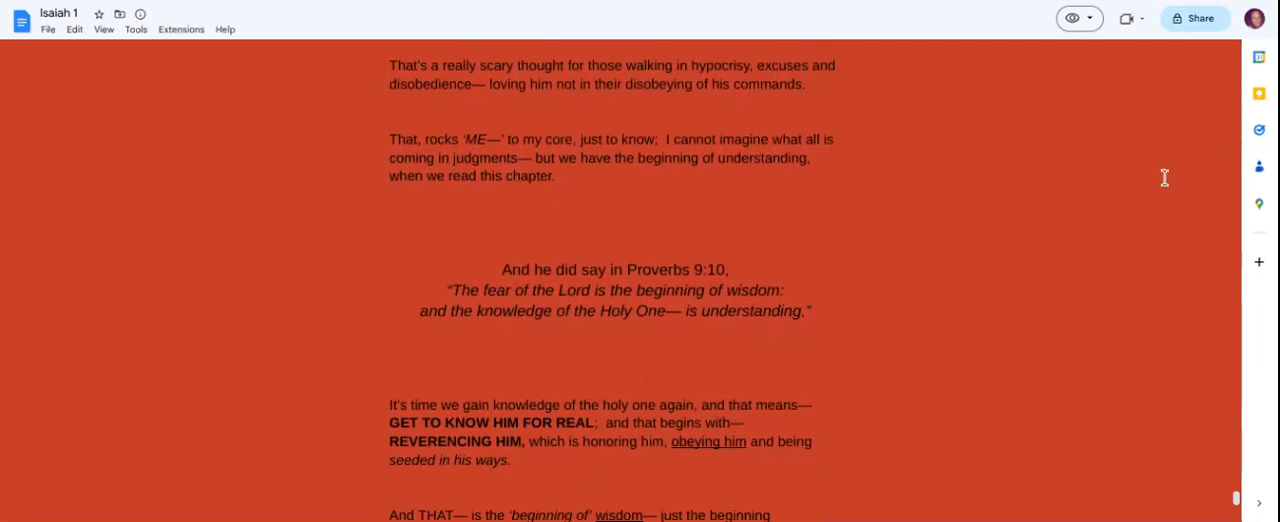 Isaiah 1
File Edit View Tools Extensions Help
Share
That's a really scary thought for those walking in hypocrisy, excuses and
disobedience— loving him not in their disobeying of his commands.
That, rocks ‘ME—’ to my core, just to know;  I cannot imagine what all is
coming in judgments— but we have the beginning of understanding,
when we read this chapter.
And he did say in Proverbs 9:10,
“The fear of the Lord is the beginning of wisdom:
and the knowledge of the Holy One— is understanding.”
It's time we gain knowledge of the holy one again, and that means—
GET TO KNOW HIM FOR REAL;  and that begins with—
REVERENCING HIM, which is honoring him, obeying him and being
seeded in his ways.
And THAT— is the ‘beginning of’ wisdom— just the beginning